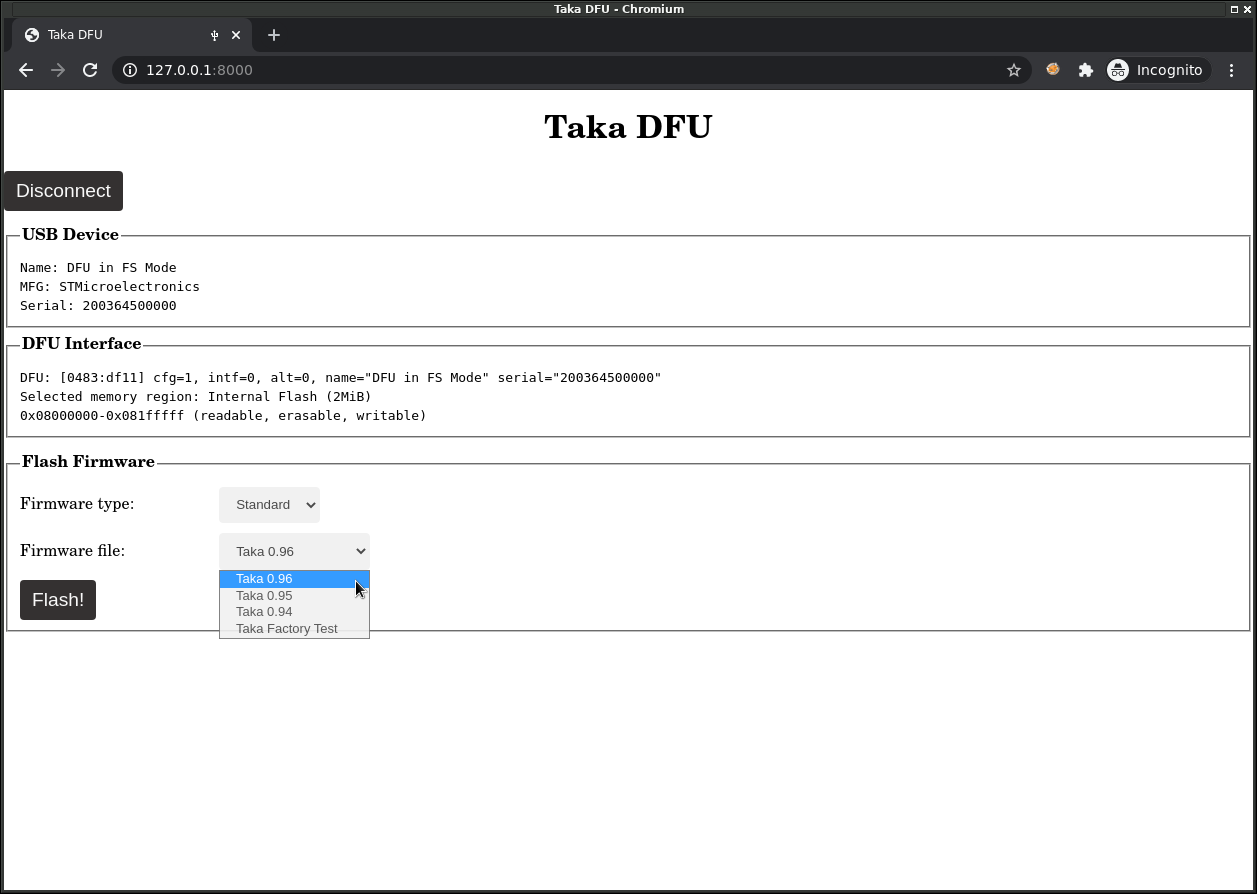 Taka DFU - Chromium
Taka DFU
127.0.0.1:8000
Incognito
Taka DFU
Disconnect
USB Device
Name: DFU in FS Mode
MFG: STMicroelectronics
Serial: 200364500000
DFU Interface
DFU: [0483:df11] cfg=1, intf=0, alt=0, name="DFU in FS Mode" serial="200364500000"
Selected memory region: Internal Flash (2MiB)
0x08000000-0x081fffff (readable, erasable, writable)
Flash Firmware
Firmware type: Standard
Firmware file: Taka 0.96
Taka 0.96
Taka 0.95
Taka 0.94
Taka Factory Test
Flash!